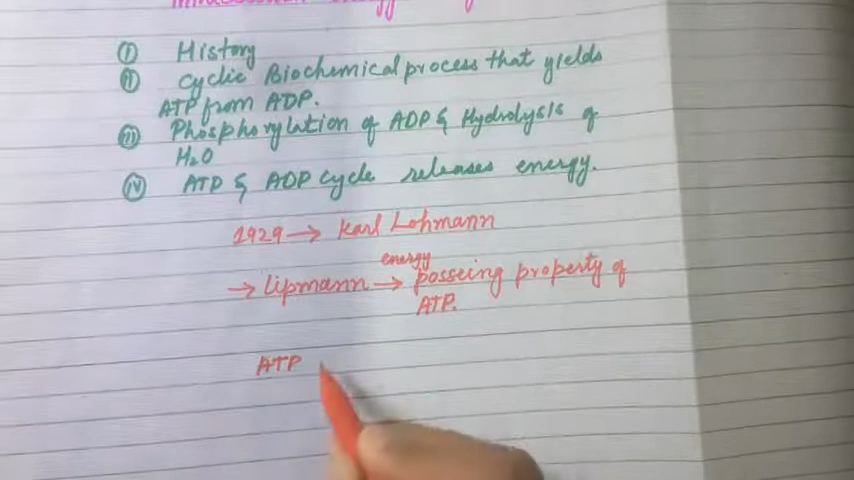 ① History
② Cyclic Biochemical process that yields
ATP from ADP.
③ Phosphorylation of ADP & Hydrolysis of
H₂O
④ ATP & ADP cycle releases energy.
1929 → Karl Lohmann
energy
→ Lipmann → posseing property of
ATP.
ATP